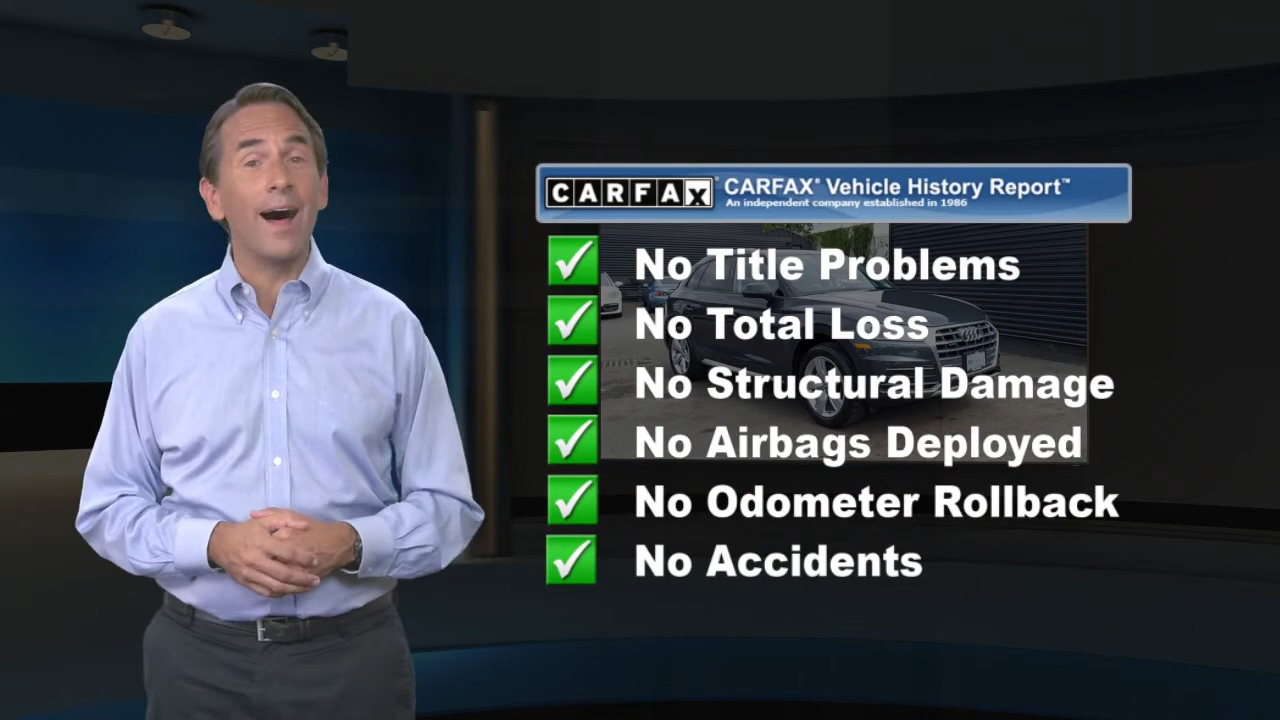 CARFAX® CARFAX® Vehicle History Report™
An independent company established in 1986
No Title Problems
No Total Loss
No Structural Damage
No Airbags Deployed
No Odometer Rollback
No Accidents